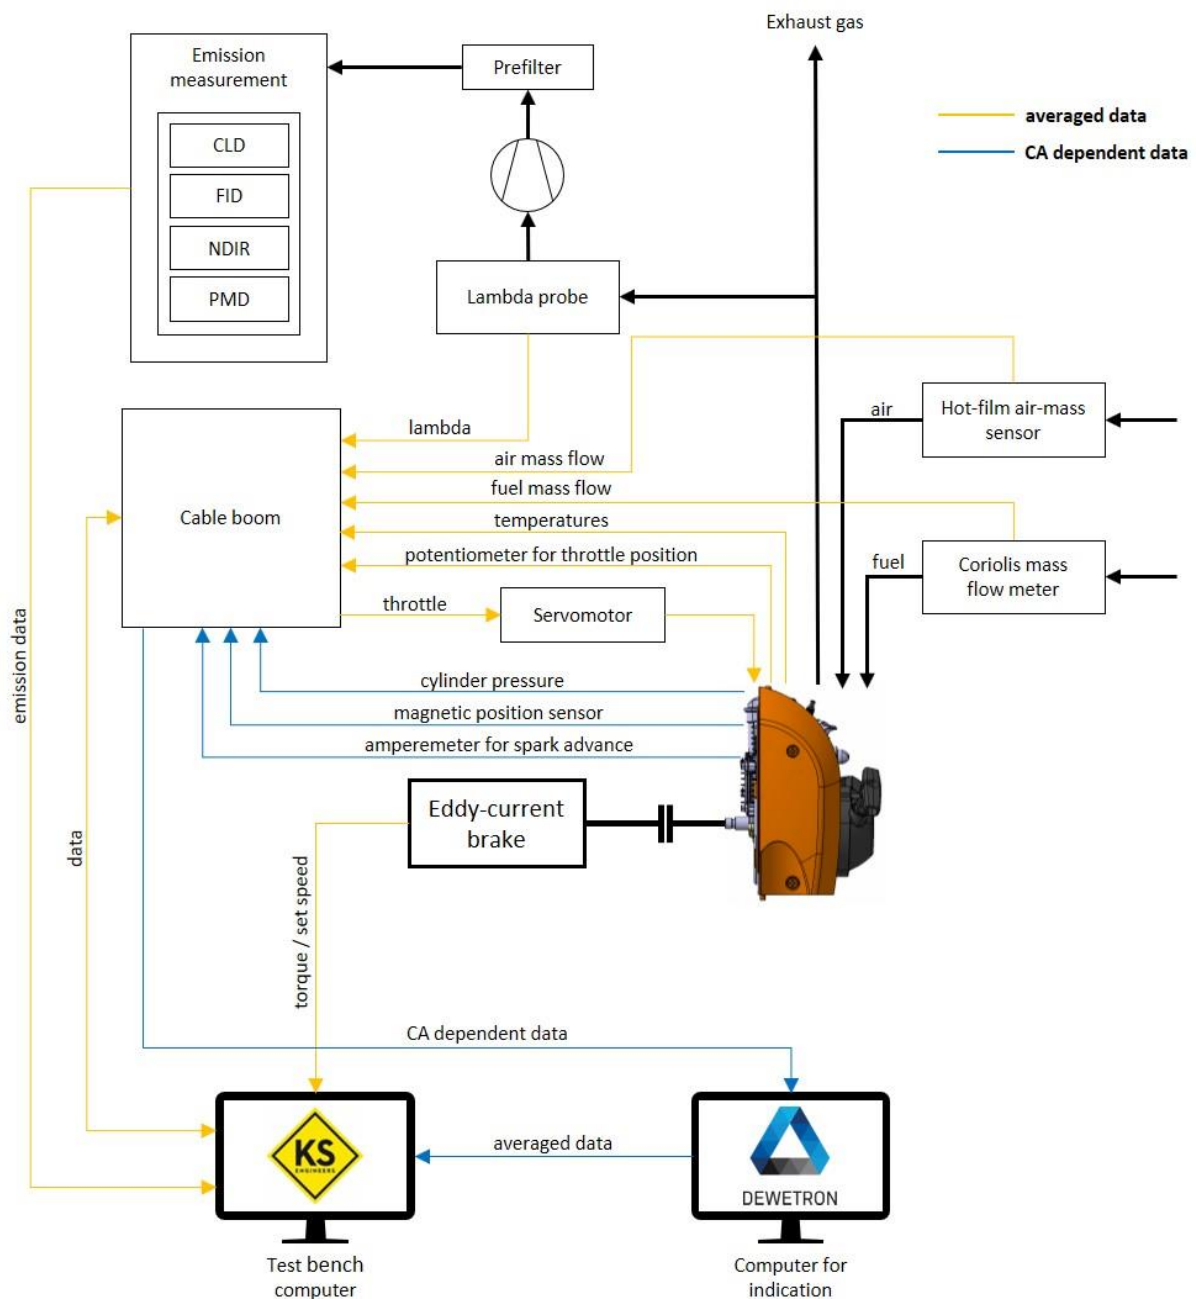 Exhaust gas
Emission
measurement
Prefilter
averaged data
CA dependent data
CLD
FID
NDIR
PMD
Lambda probe
air
Hot-film air-mass
sensor
lambda
air mass flow
fuel mass flow
Cable boom
temperatures
potentiometer for throttle position
fuel
Coriolis mass
flow meter
throttle
Servomotor
emission data
cylinder pressure
magnetic position sensor
amperemeter for spark advance
Eddy-current
brake
data
torque / set speed
CA dependent data
KS
ENGINEERS
averaged data
DEWETRON
Test bench
computer
Computer for
indication